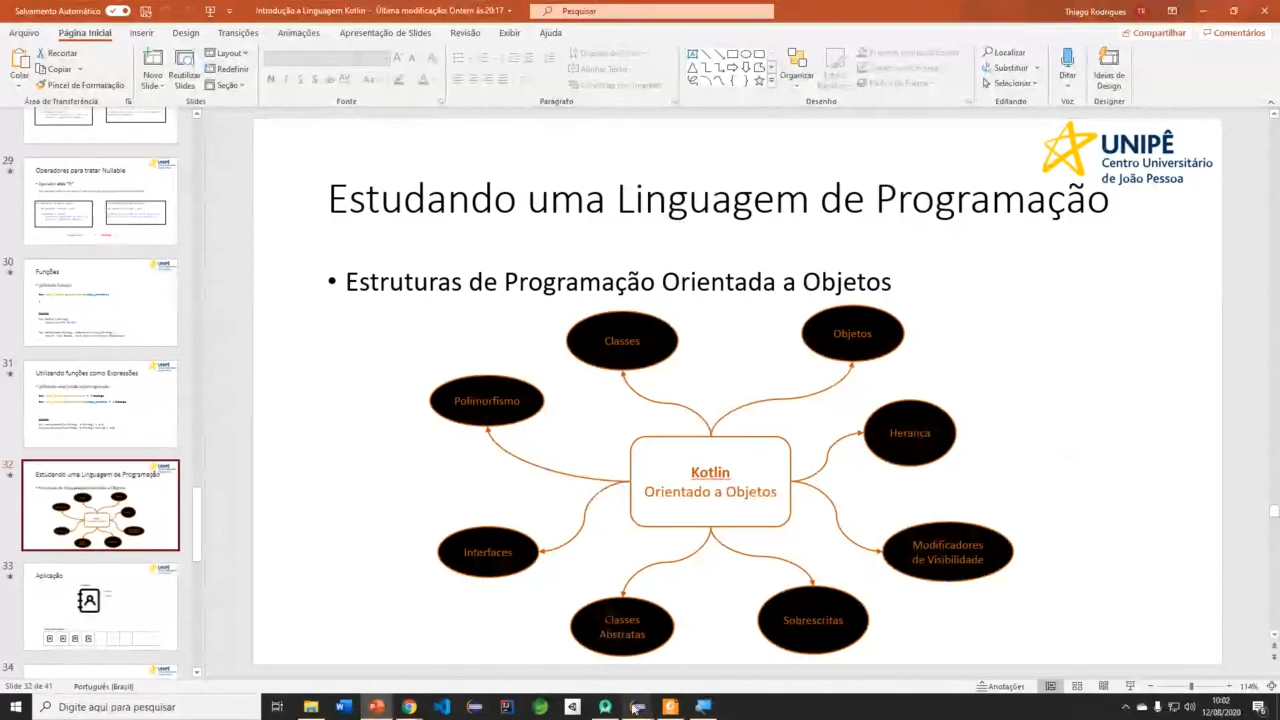 Salvamento Automático
Introdução a Linguagem Kotlin -... Última modificação: Ontem às 20:17
Pesquisar
Thiago Rodrigues
TR
Arquivo
Página Inicial
Inserir
Design
Transições
Animações
Apresentação de Slides
Revisão
Exibir
Ajuda
Compartilhar
Comentários
Colar
Recortar
Copiar
Pincel de Formatação
Área de Transferência
Novo Slide
Reutilizar Slides
Layout
Redefinir
Seção
Slides
N
I
S
Fonte
Alinhar Texto
Parágrafo
Organizar
Desenho
Localizar
Substituir
Selecionar
Editando
Ditar
Voz
Ideias de Design
Designer
29
Operadores para tratar Nullable
30
Funções
31
Utilizando funções como Expressões
32
Estudando uma Linguagem de Programação
Aplicação
34
UNIPÊ
Centro Universitário
de João Pessoa
Estudando uma Linguagem de Programação
• Estruturas de Programação Orientada a Objetos
Classes
Objetos
Polimorfismo
Herança
Kotlin
Orientado a Objetos
Interfaces
Modificadores
de Visibilidade
Classes
Abstratas
Sobrescritas
Slide 32 de 41
Português (Brasil)
Anotações
114%
Digite aqui para pesquisar
10:02
12/08/2020